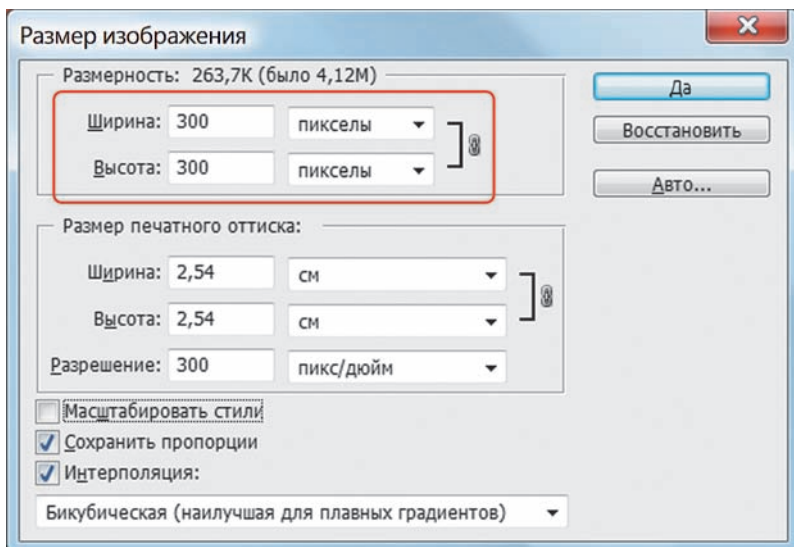 Размер изображения
Размерность: 263,7K (было 4,12M)
Ширина: 300 пикселы
Высота: 300 пикселы
Размер печатного оттиска:
Ширина: 2,54 см
Высота: 2,54 см
Разрешение: 300 пикс/дюйм
Масштабировать стили
Сохранить пропорции
Интерполяция:
Бикубическая (наилучшая для плавных градиентов)
Да
Восстановить
Авто...